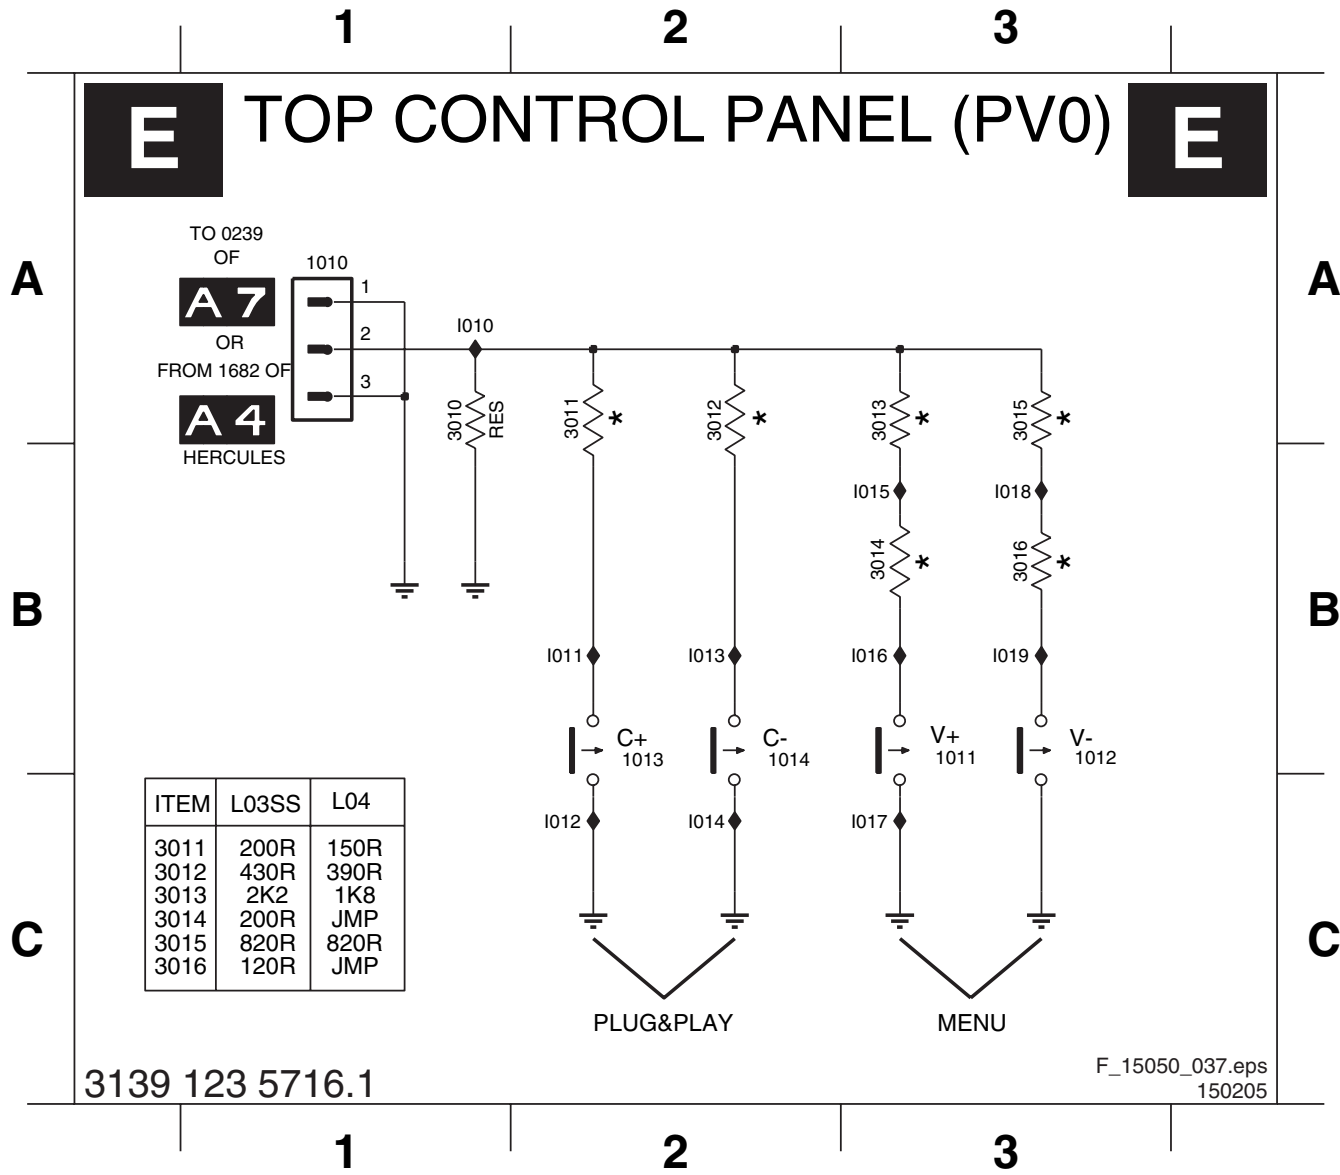 1 2 3
E TOP CONTROL PANEL (PV0) E
TO 0239
OF
A 7
OR
FROM 1682 OF
A 4
HERCULES
1010
1
2
3
I010
3010
RES
3011 *
3012 *
3013 *
3015 *
I015
I018
3014 *
3016 *
I011
I013
I016
I019
C+
1013
C-
1014
V+
1011
V-
1012
I012
I014
I017
A A
B B
C C
ITEM L03SS L04
3011 200R 150R
3012 430R 390R
3013 2K2 1K8
3014 200R JMP
3015 820R 820R
3016 120R JMP
PLUG&PLAY
MENU
3139 123 5716.1
F_15050_037.eps
150205
1 2 3